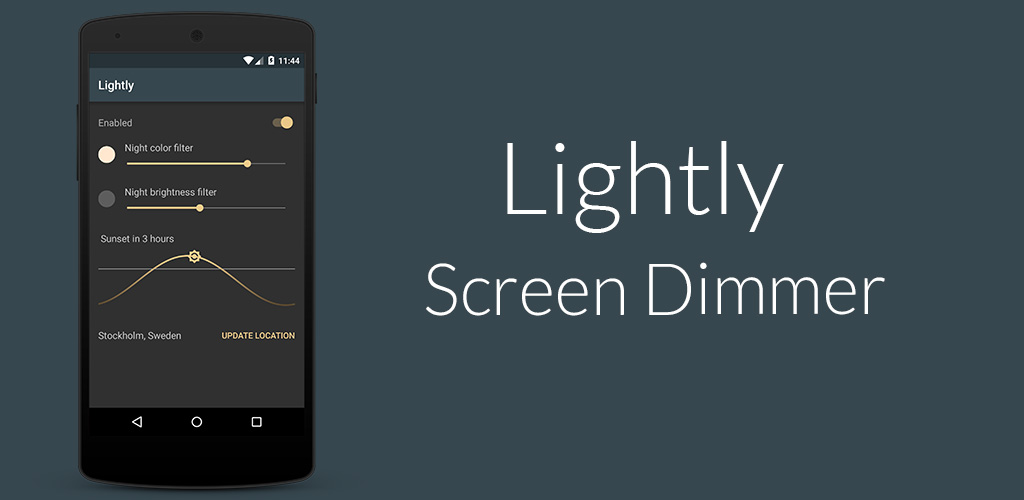 11:44
Lightly
Enabled
Night color filter
Night brightness filter
Sunset in 3 hours
Stockholm, Sweden
UPDATE LOCATION
Lightly
Screen Dimmer